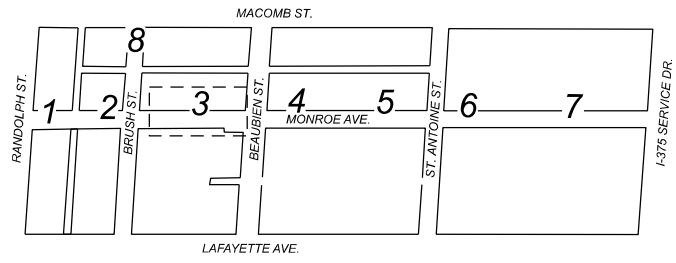 MACOMB ST.
8
RANDOLPH ST.
1
2
BRUSH ST.
3
BEAUBIEN ST.
4
5
MONROE AVE.
ST. ANTOINE ST.
6
7
I-375 SERVICE DR.
LAFAYETTE AVE.